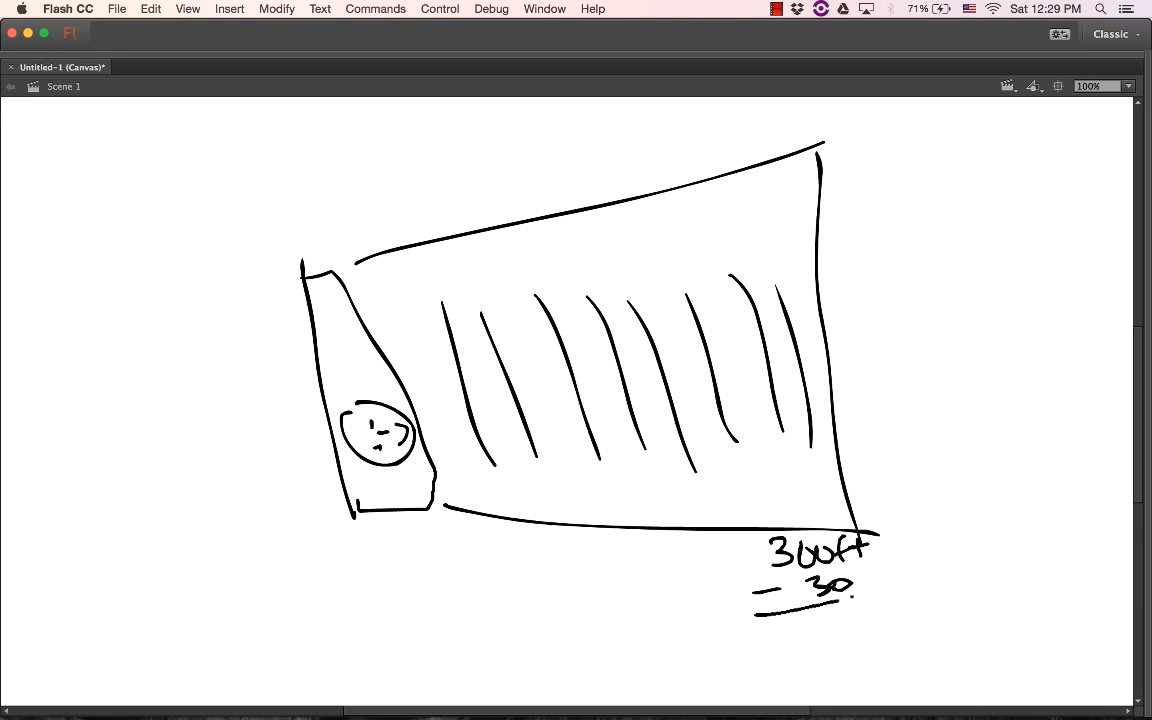 Flash CC File Edit View Insert Modify Text Commands Control Debug Window Help 71% Sat 12:29 PM
Fl Classic
× Untitled-1 (Canvas)*
Scene 1 100%
300ft
- 30.